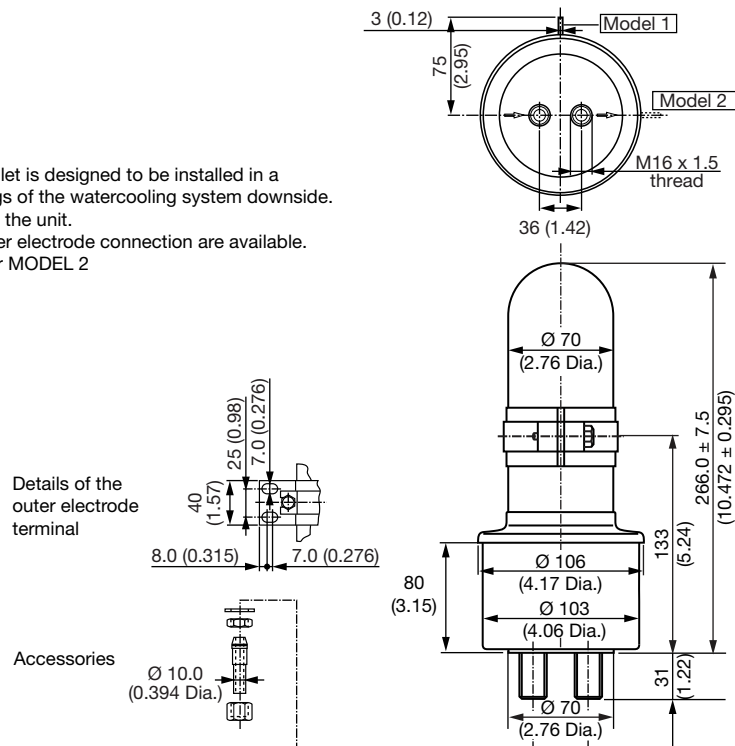 3 (0.12)
Model 1
75
(2.95)
Model 2
M16 x 1.5
thread
36 (1.42)
let is designed to be installed in a
gs of the watercooling system downside.
the unit.
er electrode connection are available.
r MODEL 2
Ø 70
(2.76 Dia.)
266.0 ± 7.5
(10.472 ± 0.295)
25 (0.98)
7.0 (0.276)
40
(1.57)
Details of the
outer electrode
terminal
8.0 (0.315)
7.0 (0.276)
133
(5.24)
Ø 106
(4.17 Dia.)
80
(3.15)
Ø 103
(4.06 Dia.)
Accessories
Ø 10.0
(0.394 Dia.)
31
(1.22)
Ø 70
(2.76 Dia.)